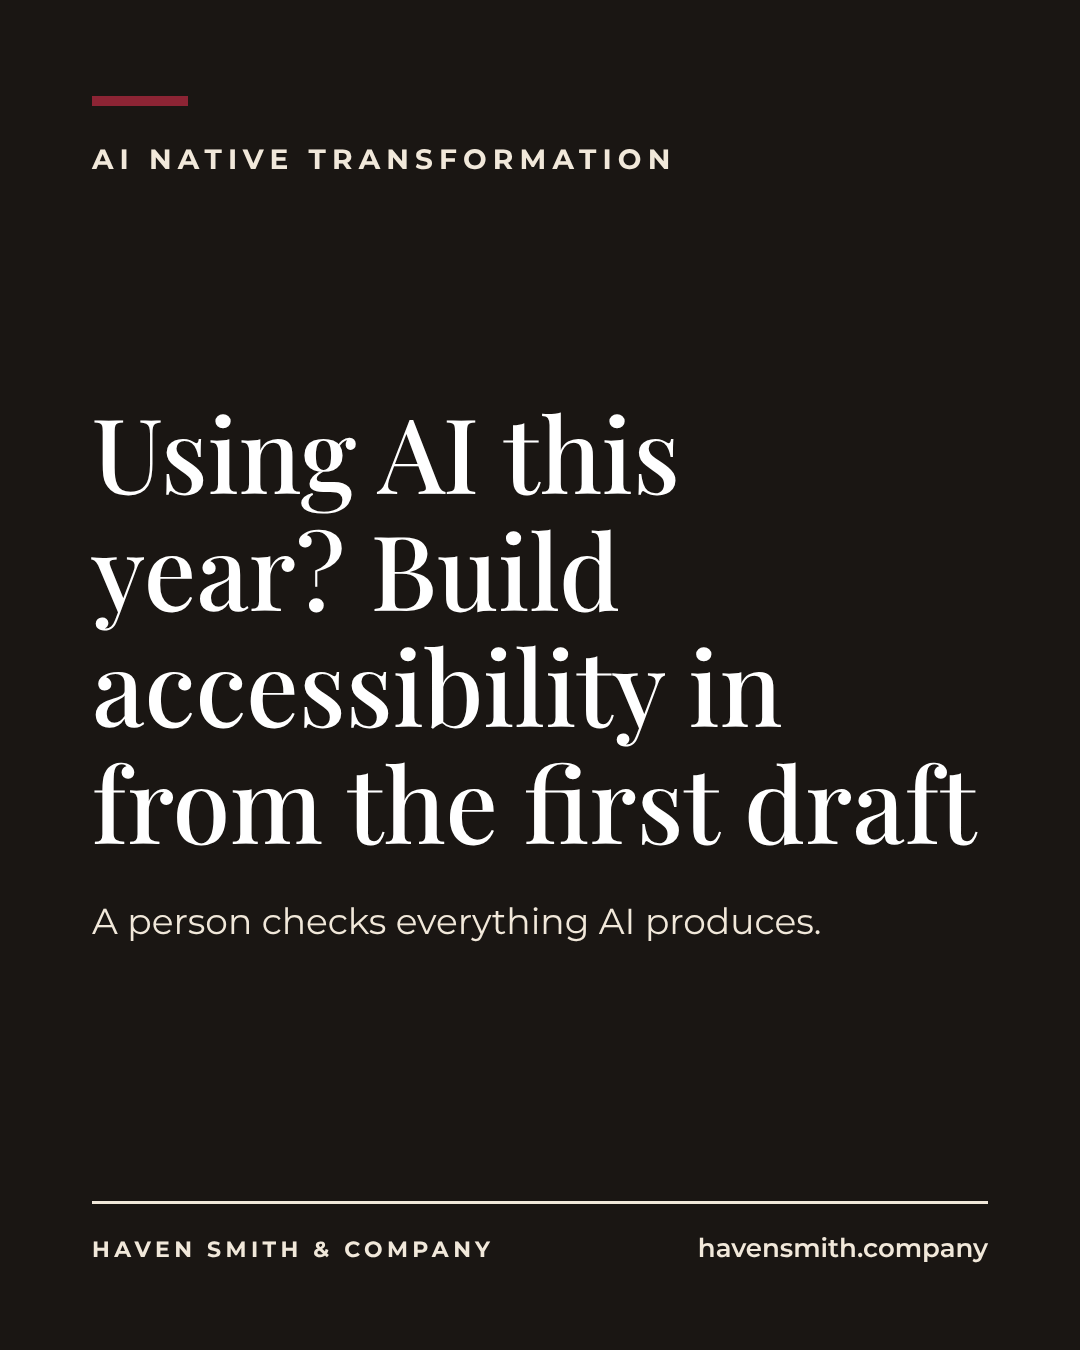 AI NATIVE TRANSFORMATION
Using AI this
year? Build
accessibility in
from the first draft
A person checks everything AI produces.
HAVEN SMITH & COMPANY
havensmith.company